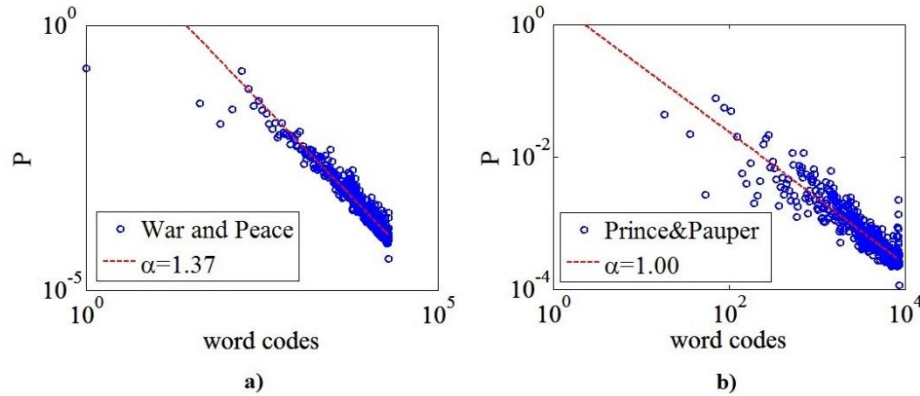 10^0
P
War and Peace
α=1.37
10^-5
10^0
10^5
word codes
a)
10^0
10^-2
P
Prince&Pauper
α=1.00
10^-4
10^0
10^2
10^4
word codes
b)